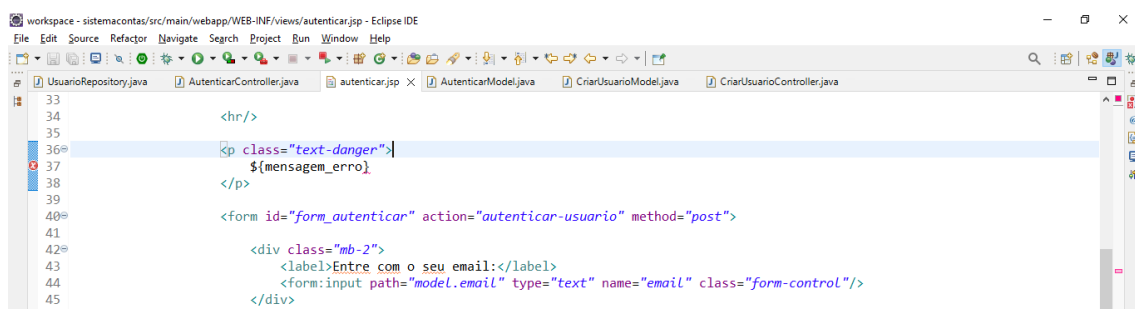 workspace - sistemacontas/src/main/webapp/WEB-INF/views/autenticar.jsp - Eclipse IDE
File Edit Source Refactor Navigate Search Project Run Window Help
UsuarioRepository.java AutenticarController.java autenticar.jsp AutenticarModel.java CriarUsuarioModel.java CriarUsuarioController.java
33
34 <hr/>
35
36 <p class="text-danger">
37 ${mensagem_erro}
38 </p>
39
40 <form id="form_autenticar" action="autenticar-usuario" method="post">
41
42 <div class="mb-2">
43 <label>Entre com o seu email:</label>
44 <form:input path="model.email" type="text" name="email" class="form-control"/>
45 </div>